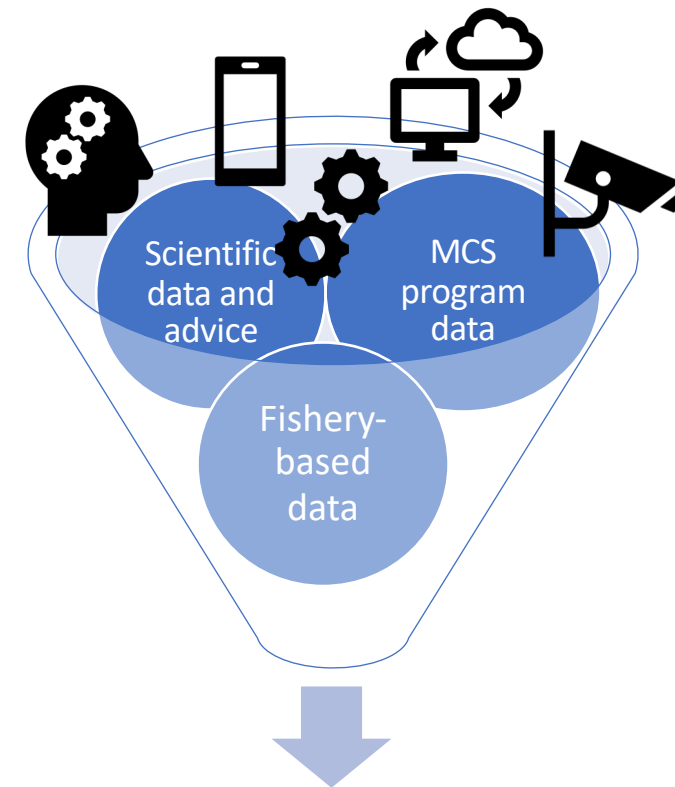 Scientific
data and
advice
MCS
program
data
Fishery-
based
data